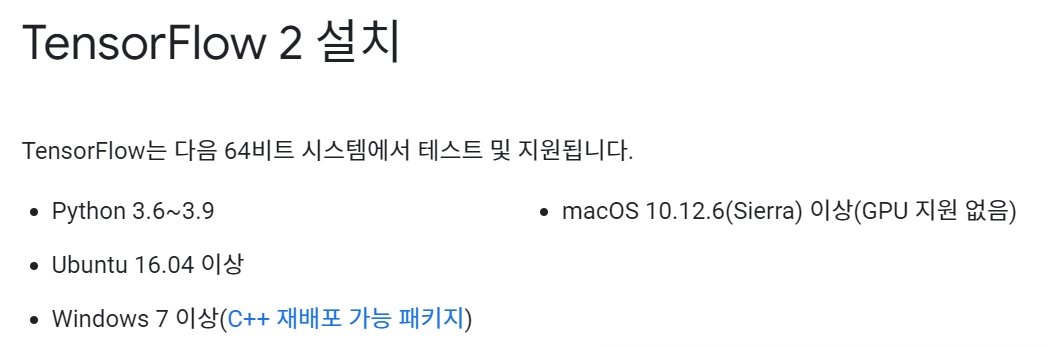 TensorFlow 2 설치
TensorFlow는 다음 64비트 시스템에서 테스트 및 지원됩니다.
Python 3.6~3.9
Ubuntu 16.04 이상
Windows 7 이상(C++ 재배포 가능 패키지)
macOS 10.12.6(Sierra) 이상(GPU 지원 없음)